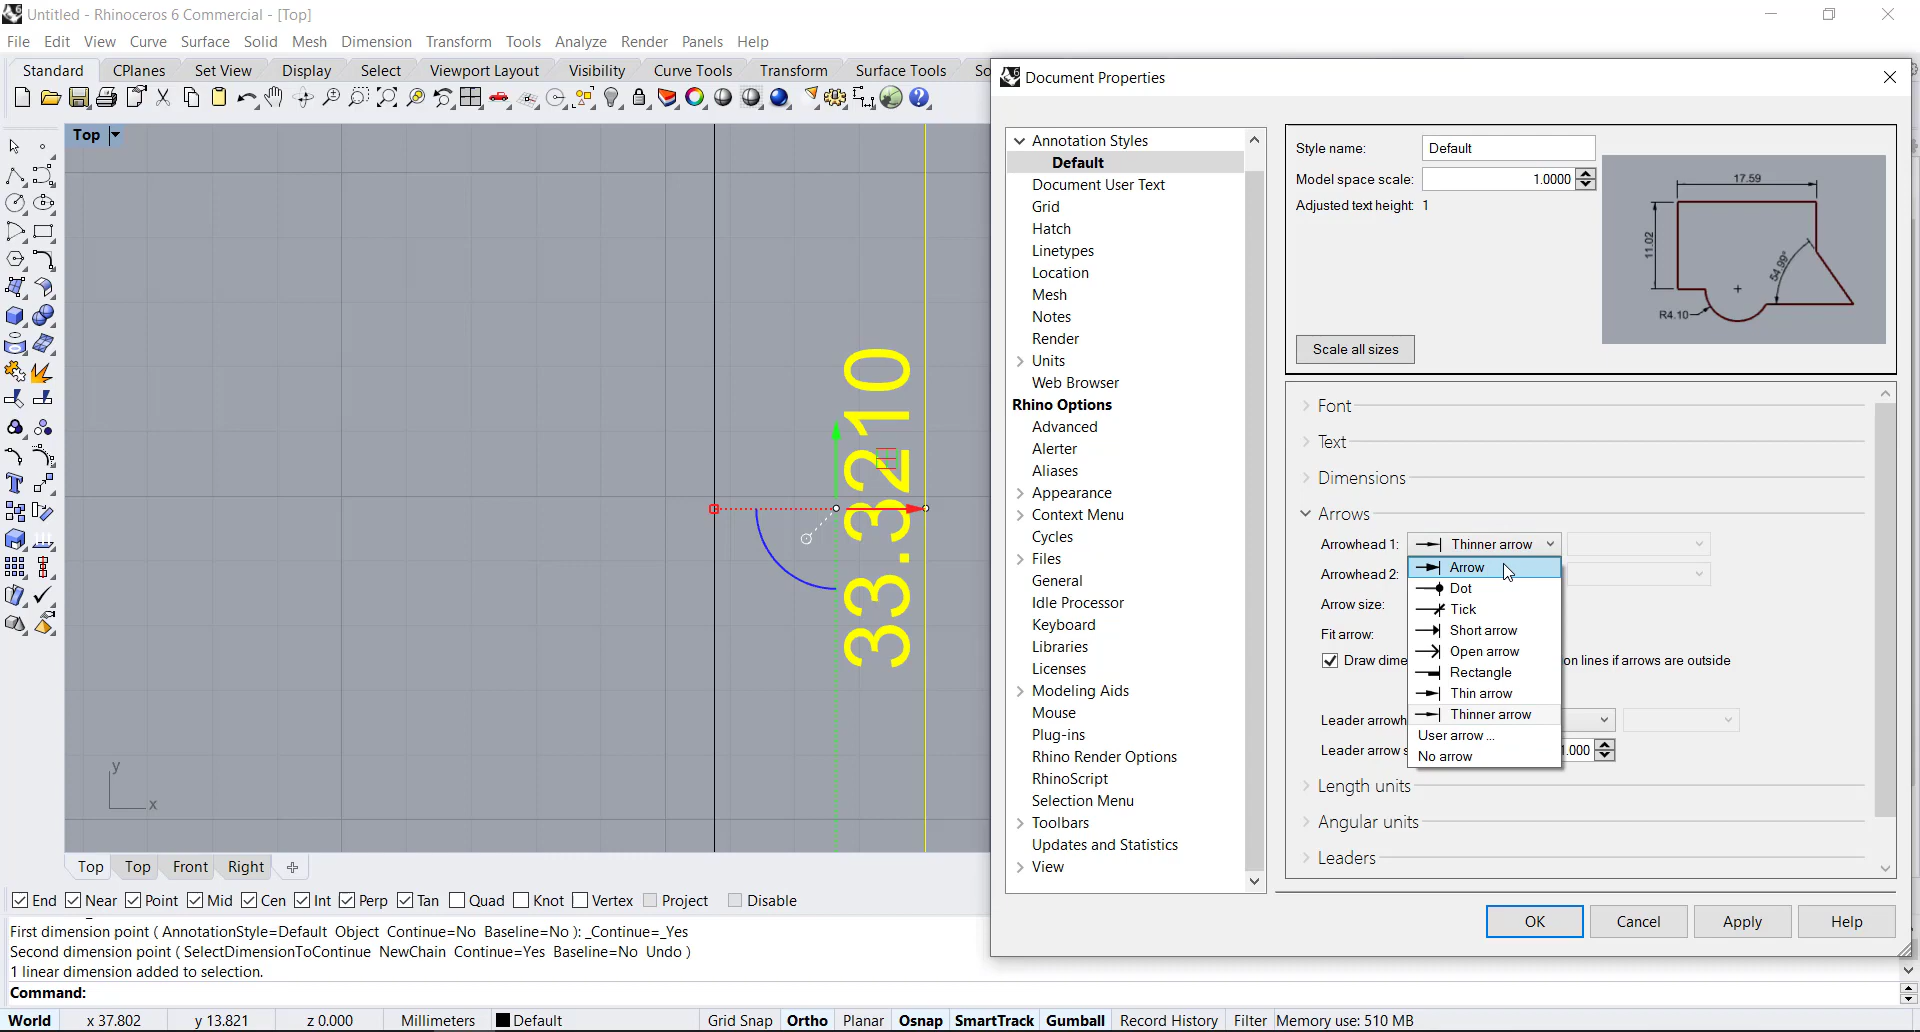 Untitled - Rhinoceros 6 Commercial - [Top]
File Edit View Curve Surface Solid Mesh Dimension Transform Tools Analyze Render Panels Help
Standard CPlanes Set View Display Select Viewport Layout Visibility Curve Tools Transform Surface Tools
Top
33.3210
y
x
Top Top Front Right
End Near Point Mid Cen Int Perp Tan Quad Knot Vertex Project Disable
First dimension point ( AnnotationStyle=Default Object Continue=No Baseline=No ): _Continue=_Yes
Second dimension point ( SelectDimensionToContinue NewChain Continue=Yes Baseline=No Undo )
1 linear dimension added to selection.
Command:
World x 37.802 y 13.821 z 0.000 Millimeters Default Grid Snap Ortho Planar Osnap SmartTrack Gumball Record History Filter Memory use: 510 MB
Document Properties
Annotation Styles
Default
Document User Text
Grid
Hatch
Linetypes
Location
Mesh
Notes
Render
Units
Web Browser
Rhino Options
Advanced
Alerter
Aliases
Appearance
Context Menu
Cycles
Files
General
Idle Processor
Keyboard
Libraries
Licenses
Modeling Aids
Mouse
Plug-ins
Rhino Render Options
RhinoScript
Selection Menu
Toolbars
Updates and Statistics
View
Style name: Default
Model space scale: 1.0000
Adjusted text height: 1
Scale all sizes
17.59
11.02
54.99°
R4.10
Font
Text
Dimensions
Arrows
Arrowhead 1: Thinner arrow
Arrowhead 2:
Arrow size:
Fit arrow:
Arrow
Dot
Tick
Short arrow
Open arrow
Rectangle
Thin arrow
Thinner arrow
User arrow ...
No arrow
on lines if arrows are outside
.000
Length units
Angular units
Leaders
OK Cancel Apply Help